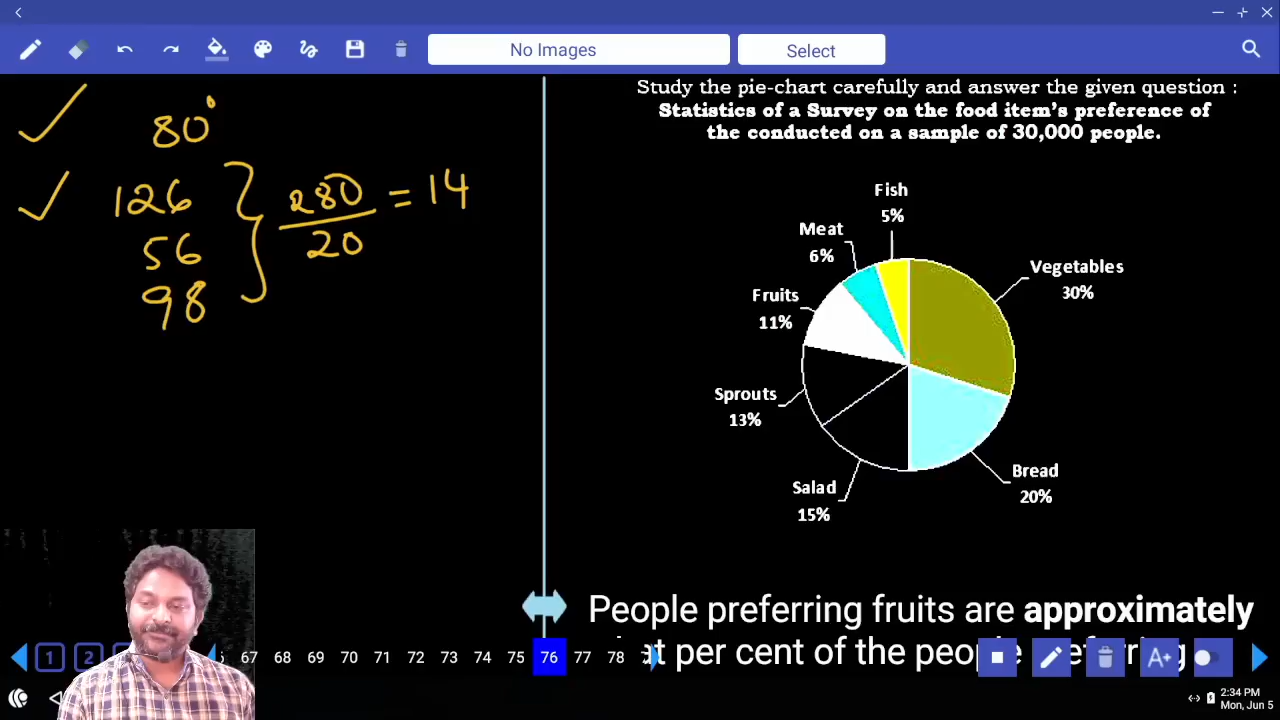 No Images
Select
80°
126
56
98
280
20
= 14
Study the pie-chart carefully and answer the given question :
Statistics of a Survey on the food item's preference of
the conducted on a sample of 30,000 people.
Fish
5%
Meat
6%
Vegetables
30%
Fruits
11%
Sprouts
13%
Bread
20%
Salad
15%
People preferring fruits are approximately
per cent of the people
1 2 67 68 69 70 71 72 73 74 75 76 77 78
A+
2:34 PM
Mon, Jun 5